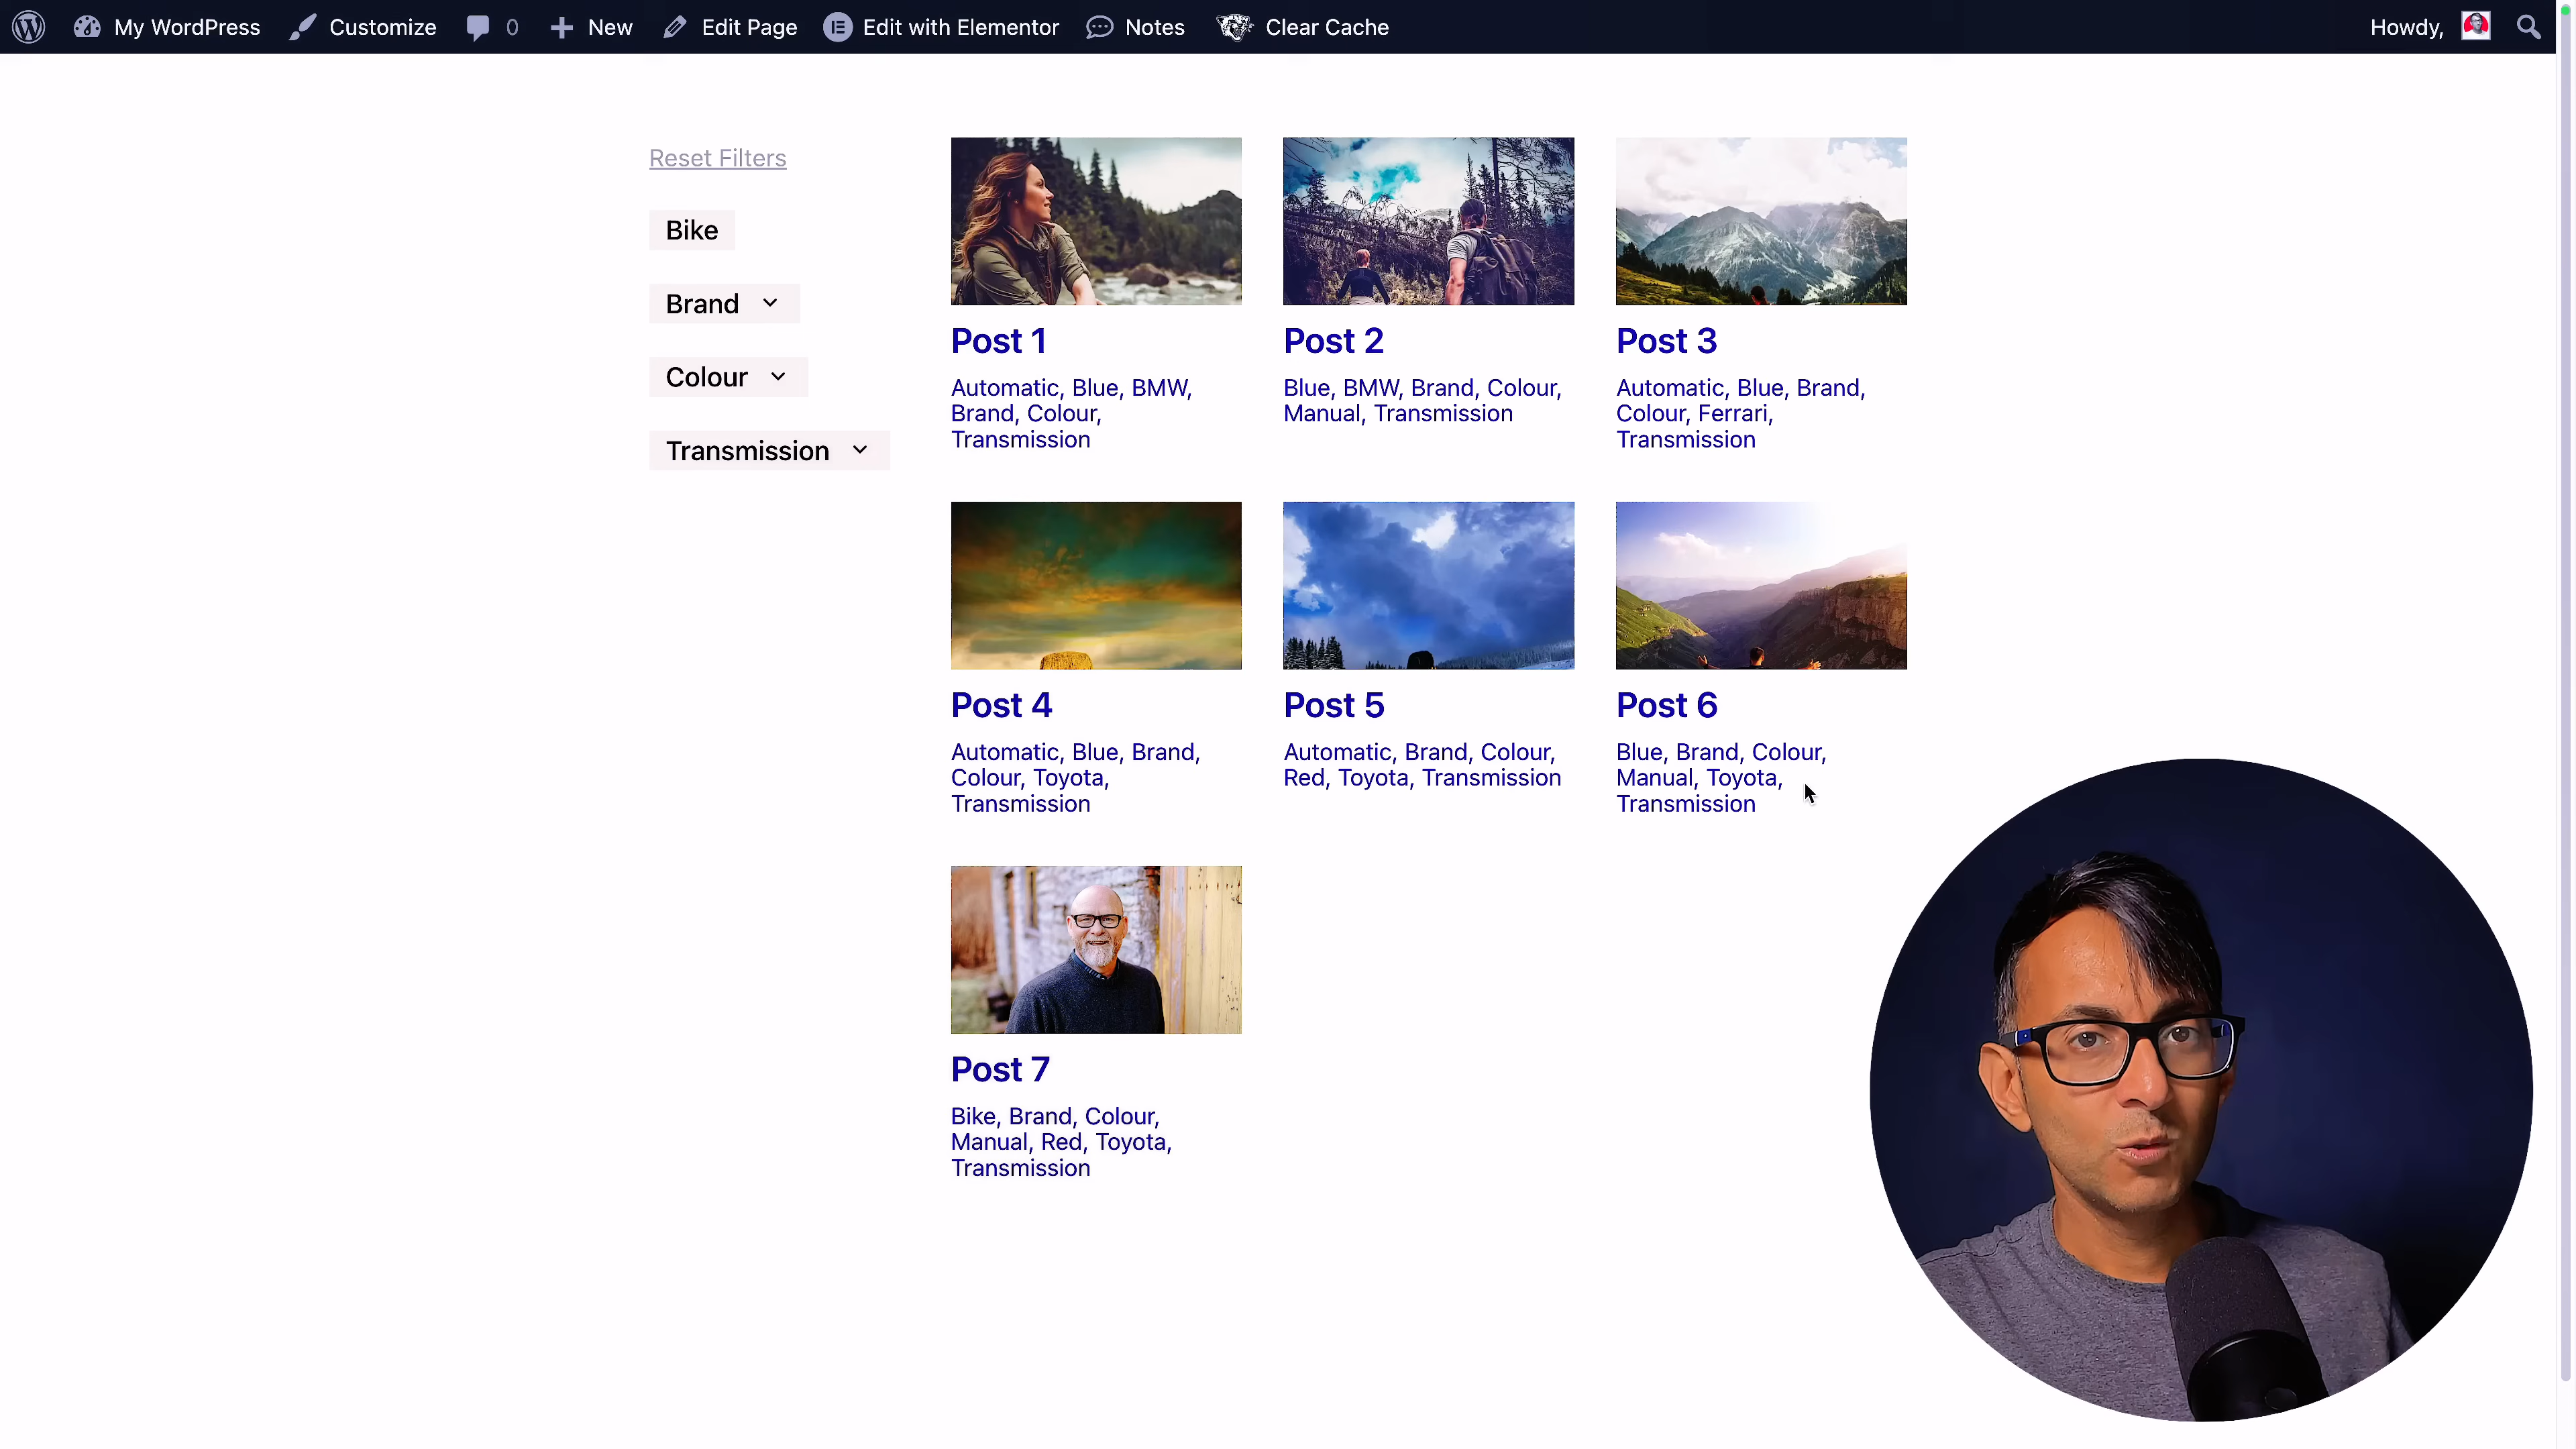 My WordPress Customize 0 New Edit Page Edit with Elementor Notes Clear Cache Howdy,
Reset Filters
Bike
Brand
Colour
Transmission
Post 1
Automatic, Blue, BMW,
Brand, Colour,
Transmission
Post 2
Blue, BMW, Brand, Colour,
Manual, Transmission
Post 3
Automatic, Blue, Brand,
Colour, Ferrari,
Transmission
Post 4
Automatic, Blue, Brand,
Colour, Toyota,
Transmission
Post 5
Automatic, Brand, Colour,
Red, Toyota, Transmission
Post 6
Blue, Brand, Colour,
Manual, Toyota,
Transmission
Post 7
Bike, Brand, Colour,
Manual, Red, Toyota,
Transmission